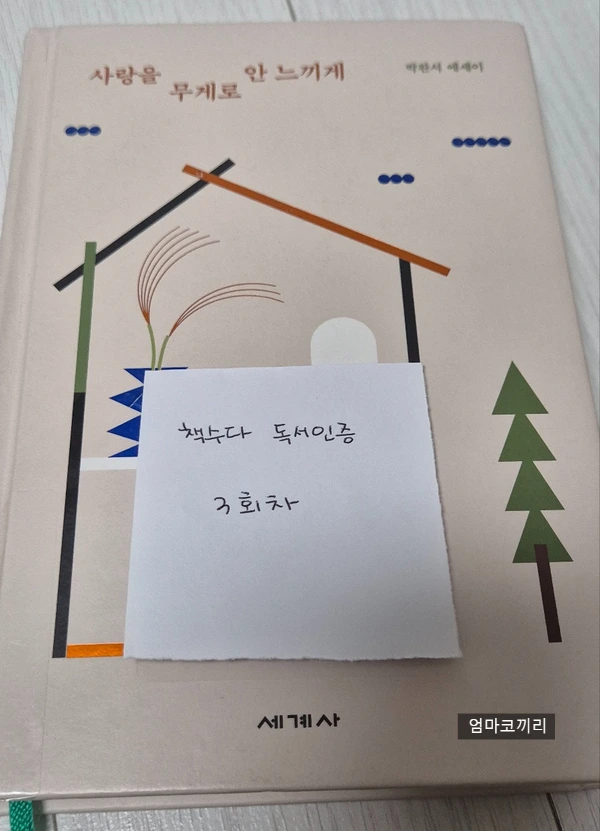 사랑을 무게로 안 느끼게
박완서 에세이
책수다 독서인증
3회차
세계사
엄마코끼리